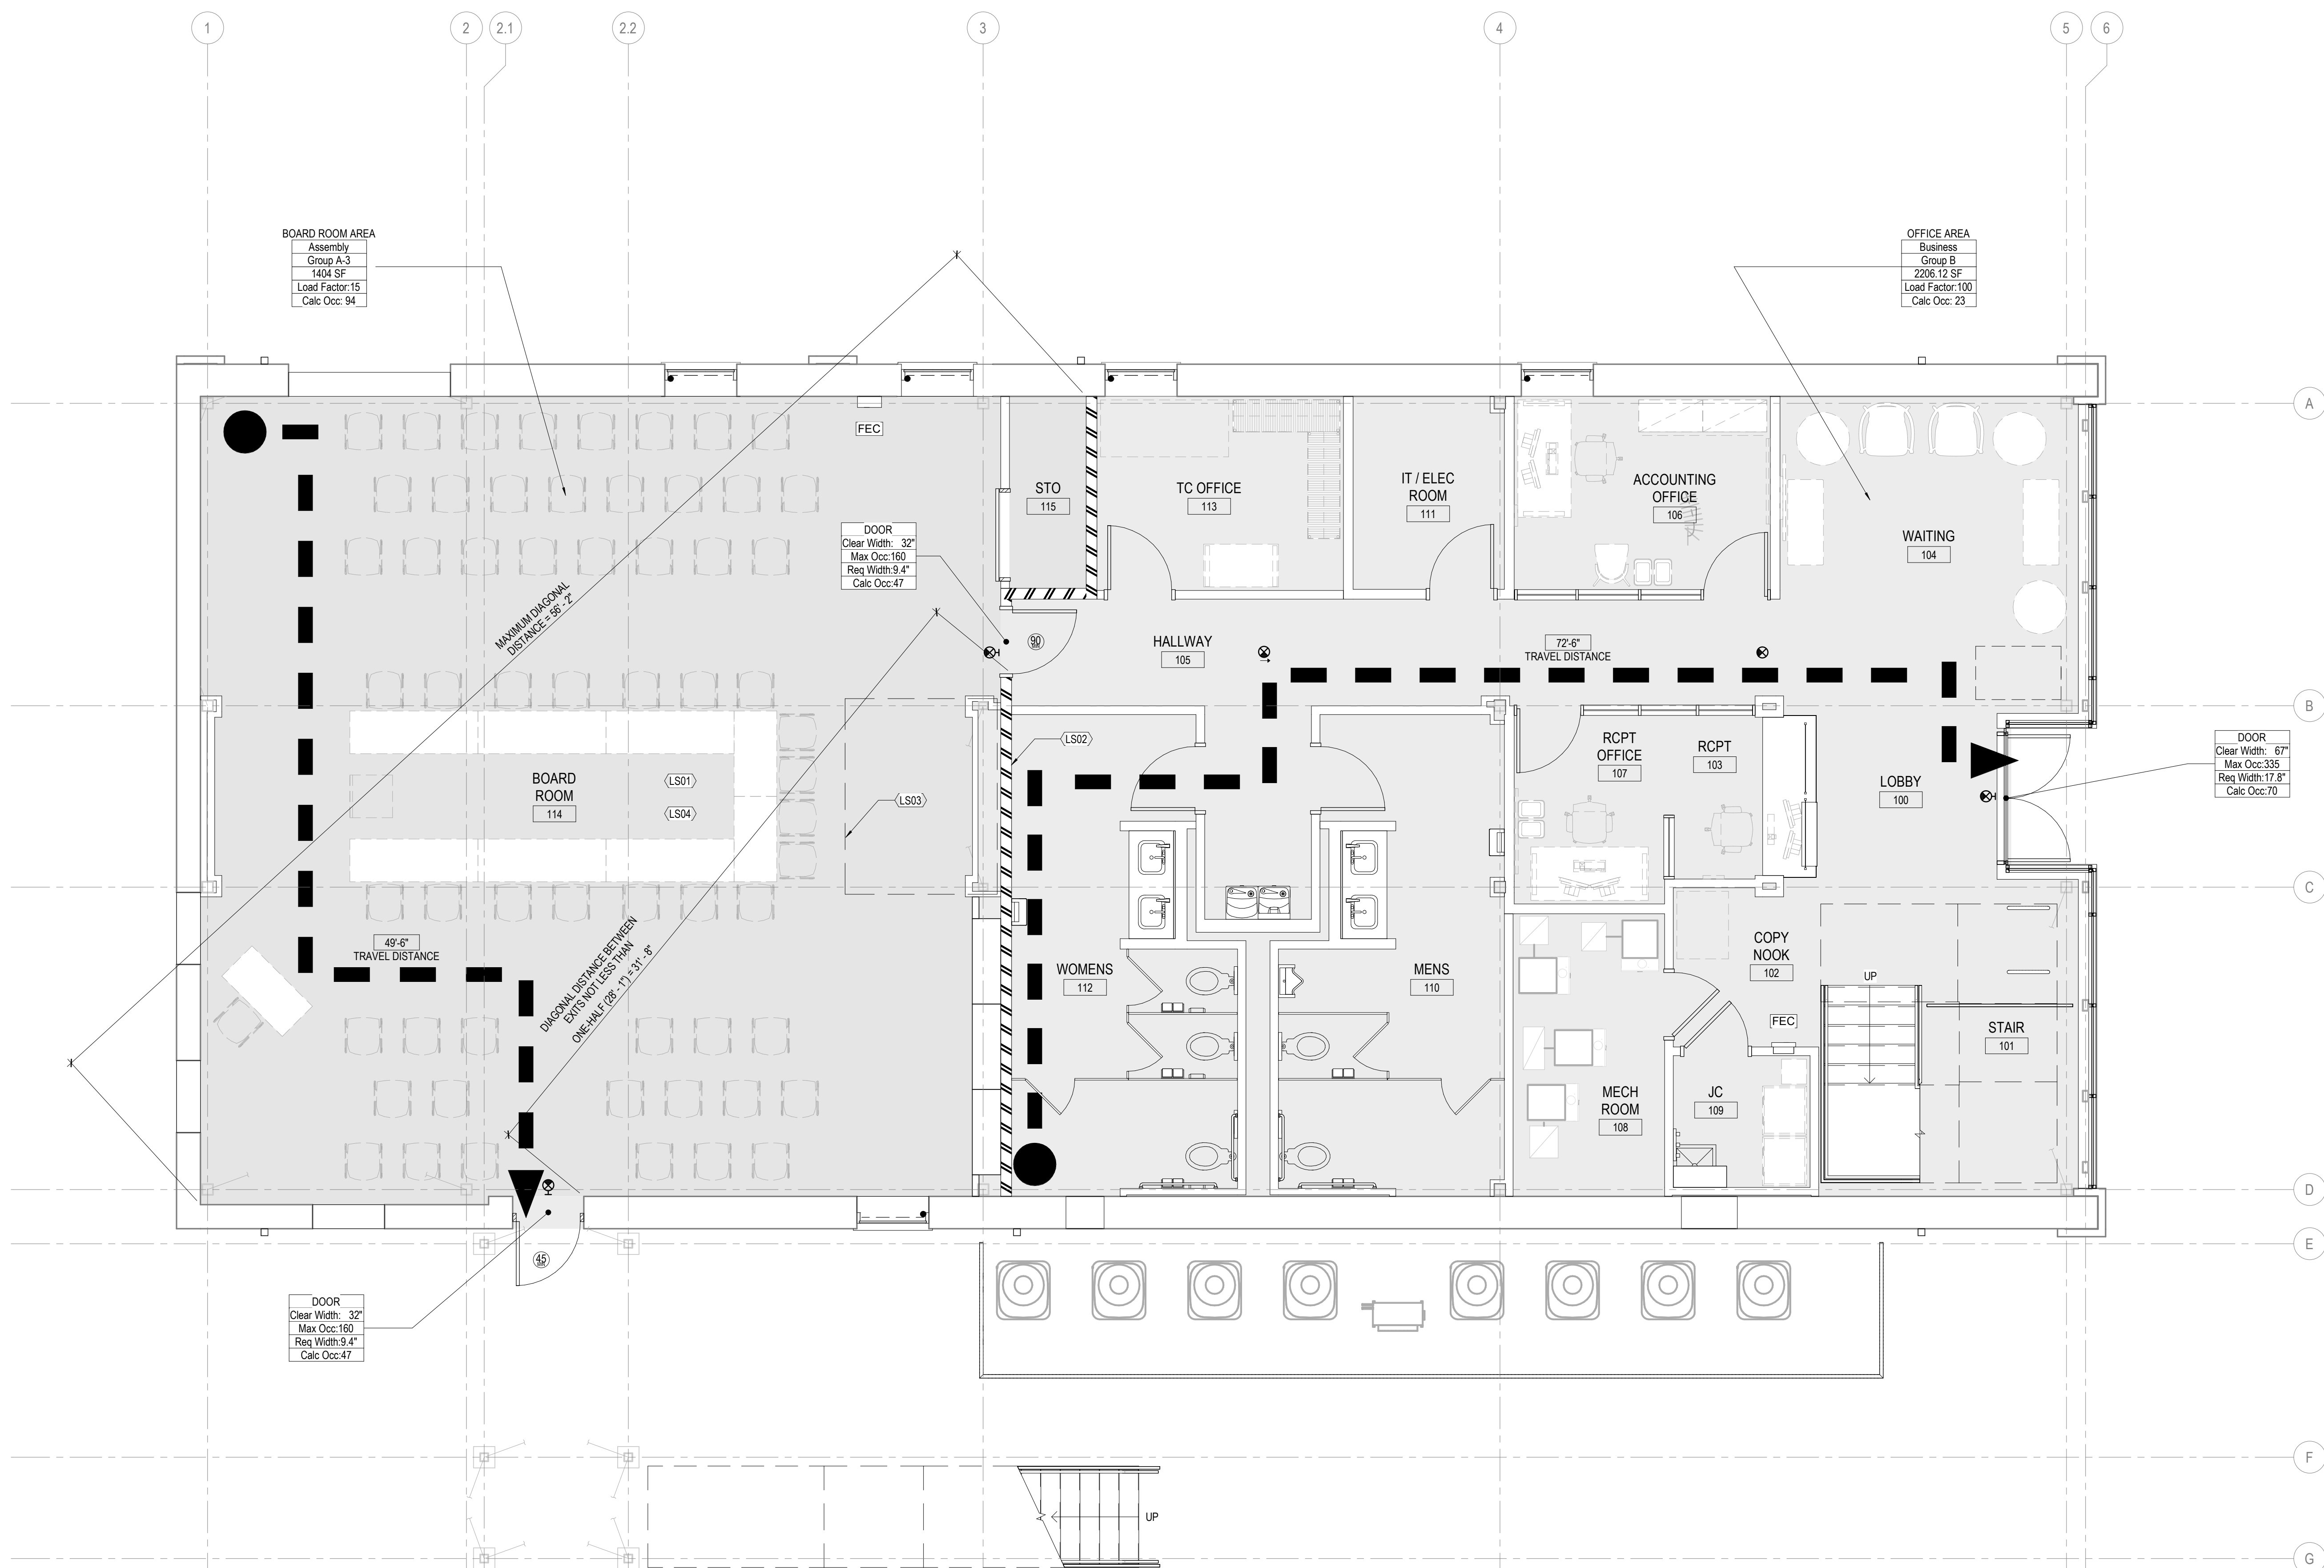 1
2
2.1
2.2
3
4
5
6
BOARD ROOM AREA
Assembly
Group A-3
1404 SF
Load Factor:15
Calc Occ: 94
OFFICE AREA
Business
Group B
2206.12 SF
Load Factor:100
Calc Occ: 23
A
FEC
STO
115
TC OFFICE
113
IT / ELEC
ROOM
111
ACCOUNTING
OFFICE
106
WAITING
104
DOOR
Clear Width: 32"
Max Occ:160
Req Width:9.4"
Calc Occ:47
MAXIMUM DIAGONAL
DISTANCE = 56' - 2"
90
MIN
HALLWAY
105
72'-6"
TRAVEL DISTANCE
B
LS02
RCPT
OFFICE
107
RCPT
103
DOOR
Clear Width: 67"
Max Occ:335
Req Width:17.8"
Calc Occ:70
BOARD
ROOM
114
LS01
LS04
LS03
LOBBY
100
C
49'-6"
TRAVEL DISTANCE
DIAGONAL DISTANCE BETWEEN
EXITS NOT LESS THAN
ONE-HALF (28' - 1") = 31' - 8"
WOMENS
112
MENS
110
COPY
NOOK
102
UP
FEC
STAIR
101
MECH
ROOM
108
JC
109
D
E
45
MIN
DOOR
Clear Width: 32"
Max Occ:160
Req Width:9.4"
Calc Occ:47
F
UP
G